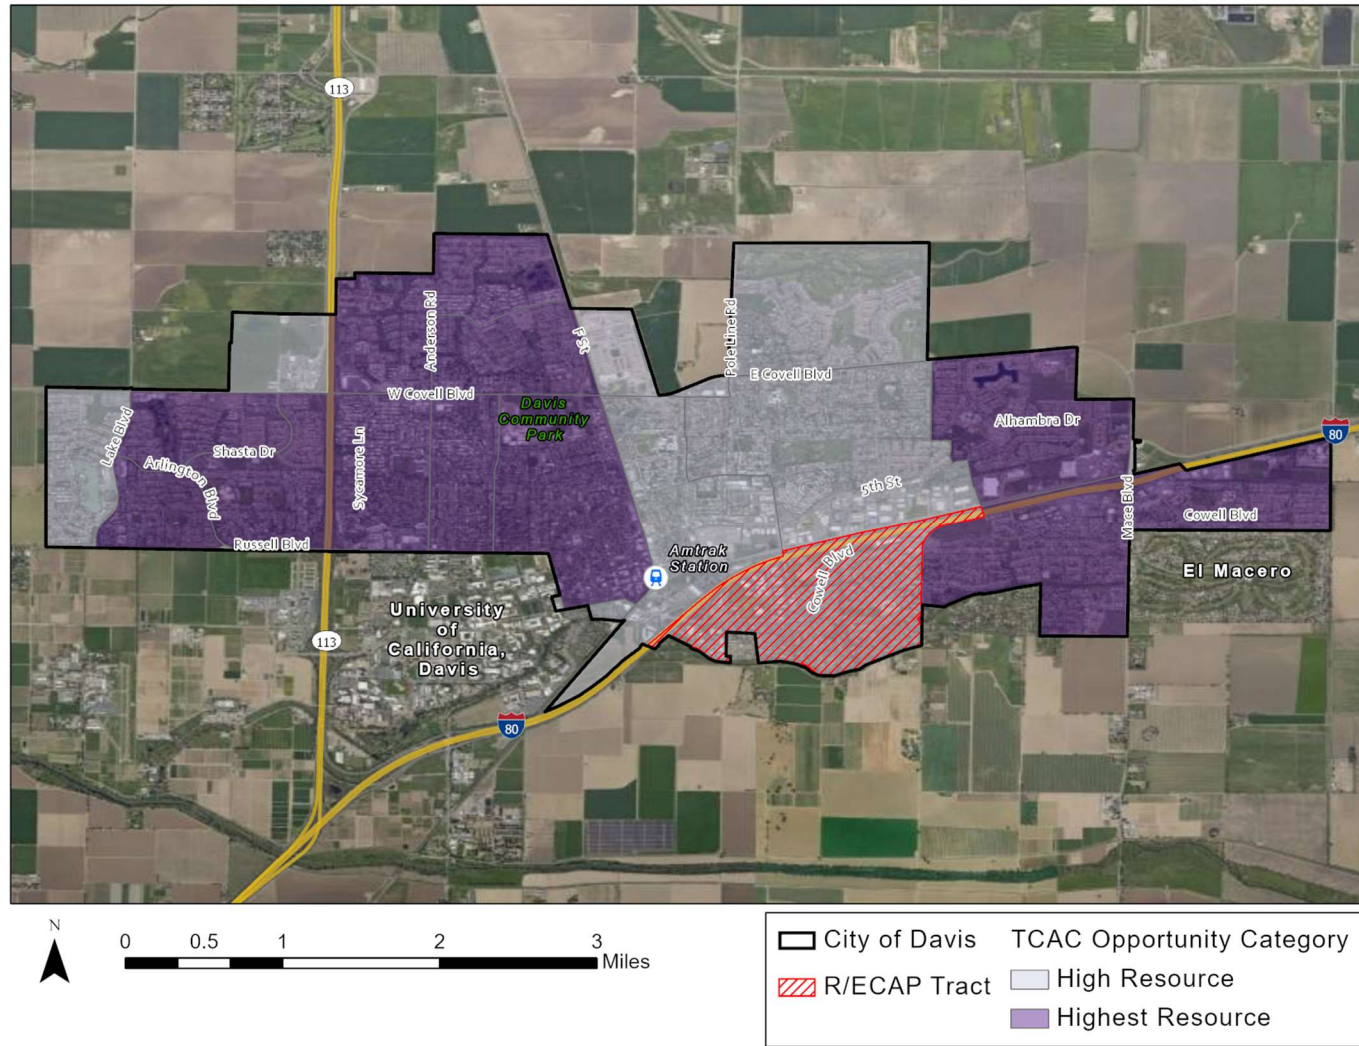 113
Anderson Rd
F St
Pole Line Rd
E Covell Blvd
W Covell Blvd
Davis
Community
Park
Lake Blvd
Shasta Dr
Arlington Blvd
Sycamore Ln
Alhambra Dr
80
5th St
Mace Blvd
Cowell Blvd
Russell Blvd
Amtrak
Station
Cowell Blvd
El Macero
University
of
California,
Davis
113
80
N
0 0.5 1 2 3
Miles
City of Davis
R/ECAP Tract
TCAC Opportunity Category
High Resource
Highest Resource